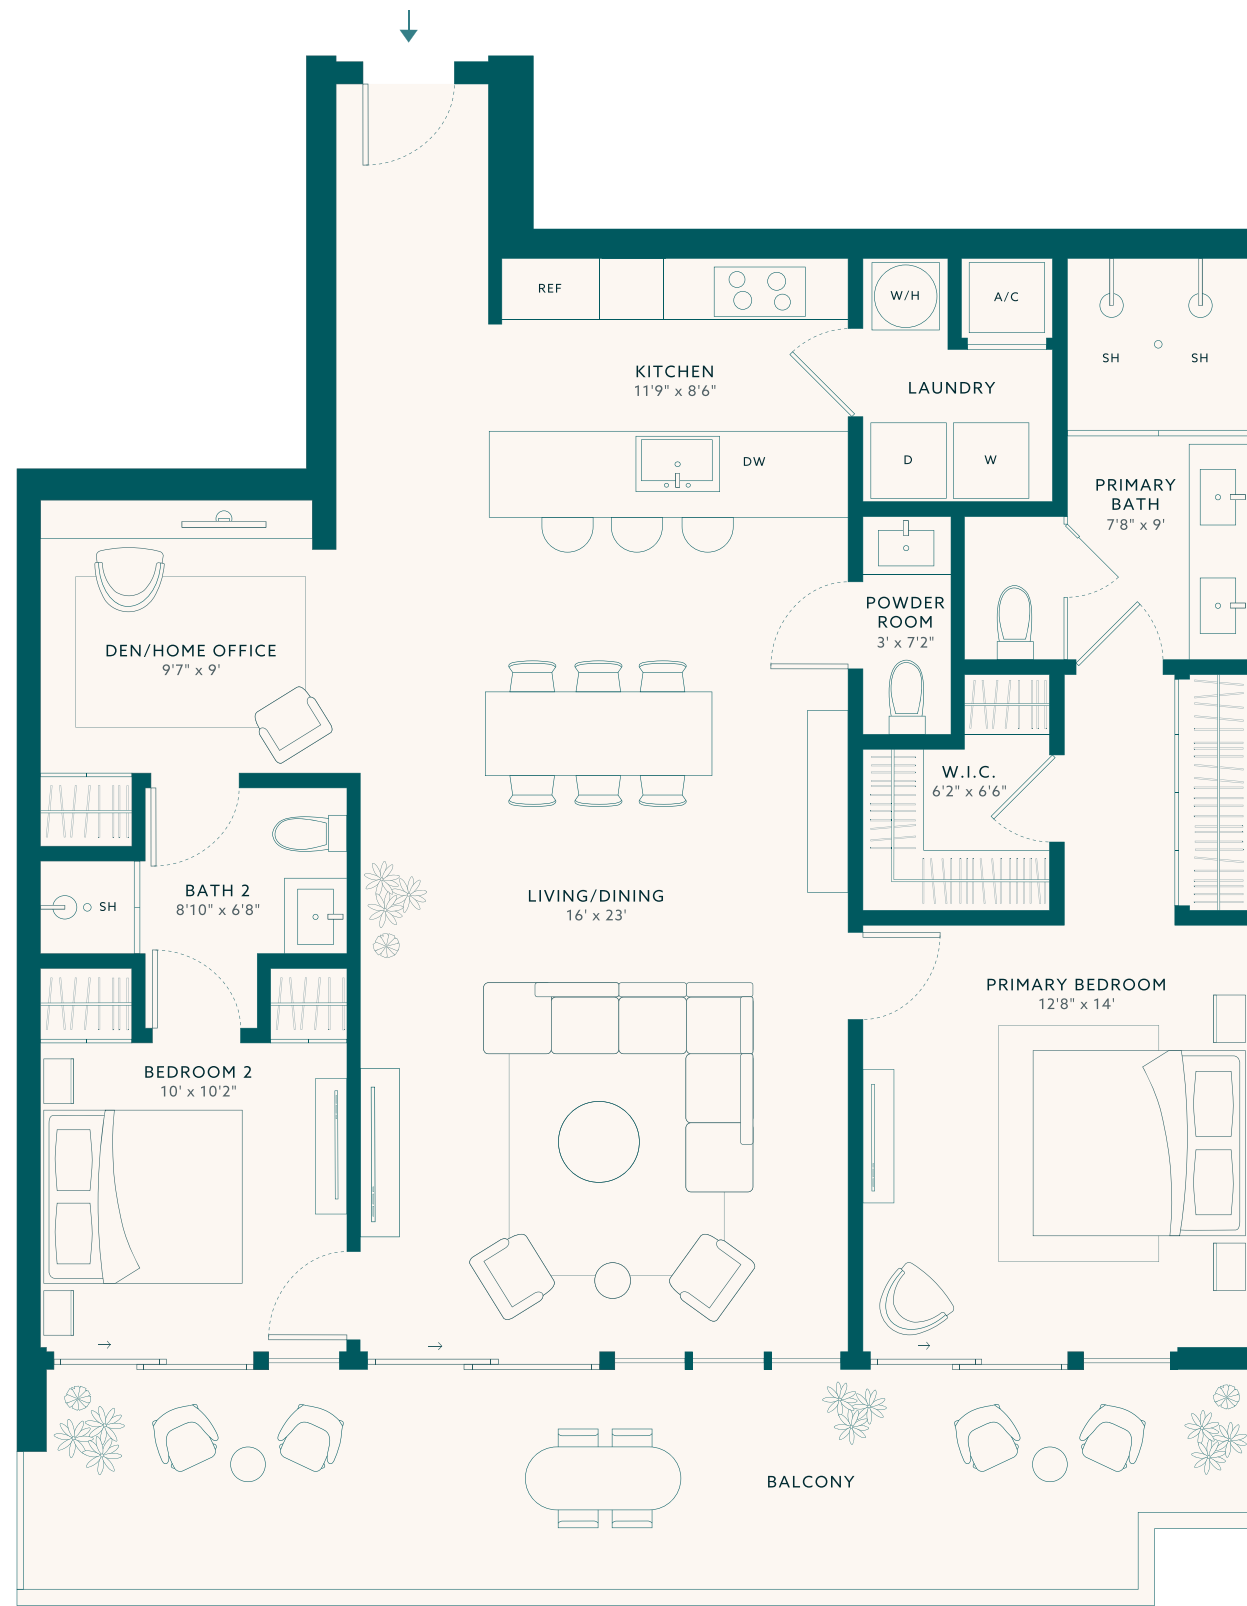 REF
W/H
A/C
SH
SH
KITCHEN
11'9" x 8'6"
LAUNDRY
DW
D
W
PRIMARY
BATH
7'8" x 9'
POWDER
ROOM
3' x 7'2"
DEN/HOME OFFICE
9'7" x 9'
W.I.C.
6'2" x 6'6"
BATH 2
8'10" x 6'8"
SH
LIVING/DINING
16' x 23'
PRIMARY BEDROOM
12'8" x 14'
BEDROOM 2
10' x 10'2"
BALCONY